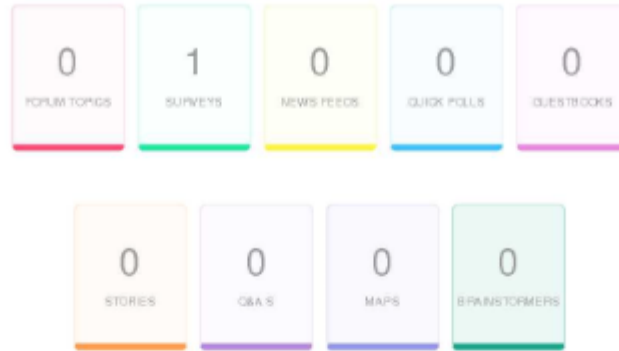 0 1 0 0 0
FORUM TOPICS SURVEYS NEWS FEEDS QUICK POLLS GUESTBOOKS
0 0 0 0
STORIES Q&A S MAPS BRAINSTORMERS